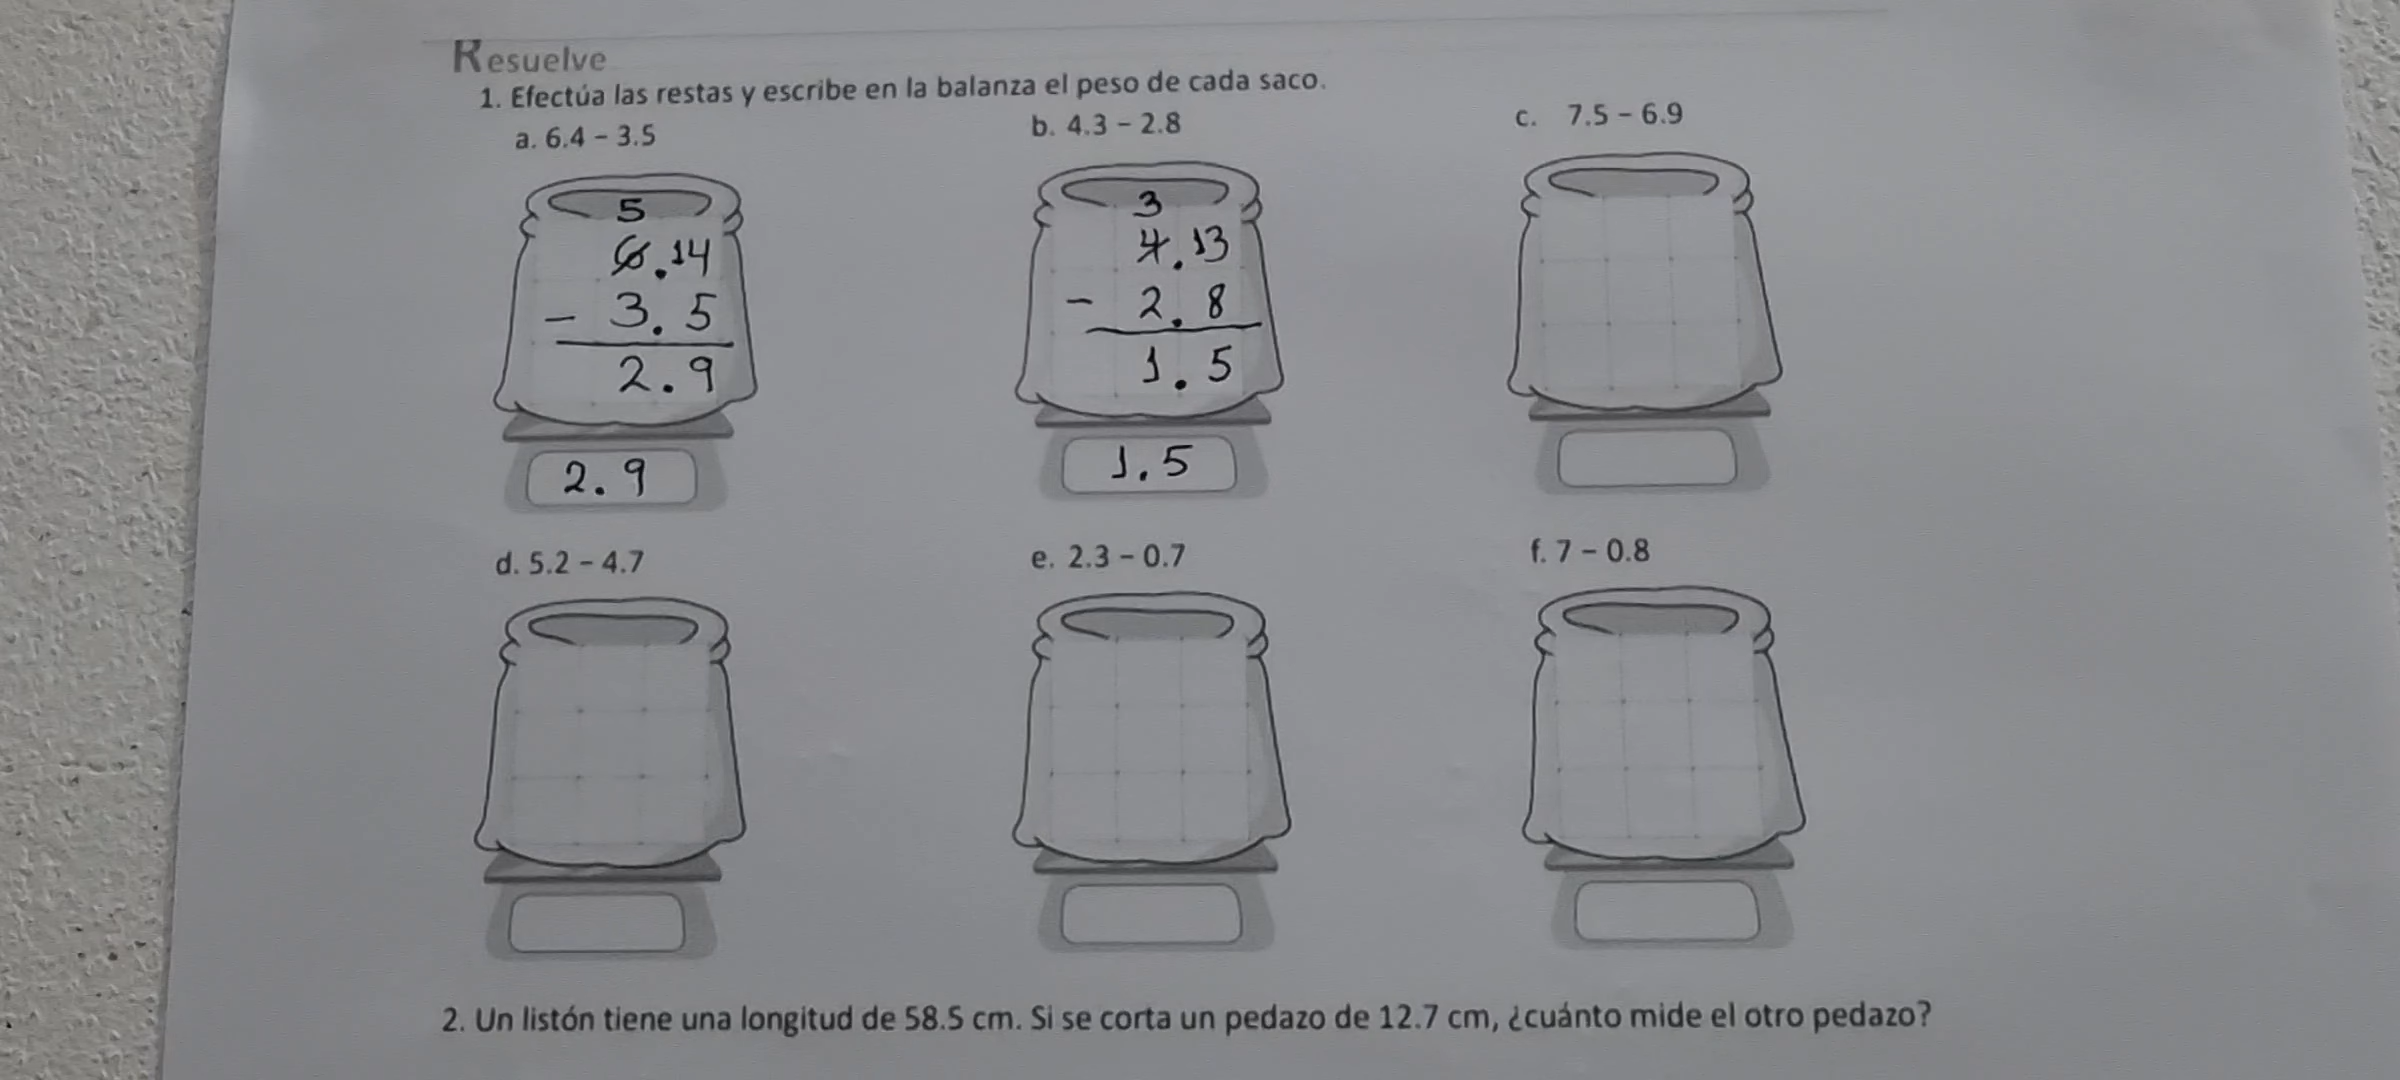 Resuelve
1. Efectúa las restas y escribe en la balanza el peso de cada saco.
a. 6.4 – 3.5
b. 4.3 – 2.8
c. 7.5 – 6.9
5
6.14
– 3.5
2.9
2.9
3
4.13
– 2.8
1.5
1.5
d. 5.2 – 4.7
e. 2.3 – 0.7
f. 7 – 0.8
2. Un listón tiene una longitud de 58.5 cm. Si se corta un pedazo de 12.7 cm, ¿cuánto mide el otro pedazo?